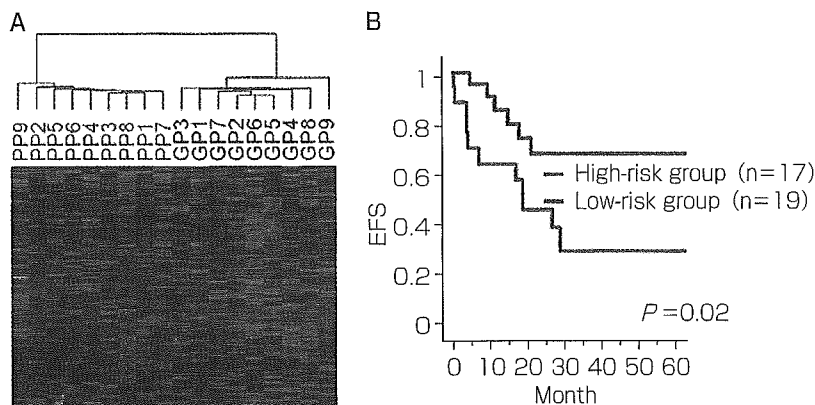 A
PP9 PP2 PP5 PP6 PP4 PP3 PP8 PP1 PP7 GP3 GP1 GP7 GP2 GP6 GP5 GP4 GP8 GP9
B
EFS
1
0.8
0.6
0.4
0.2
0
High-risk group (n=17)
Low-risk group (n=19)
P=0.02
0 10 20 30 40 50 60
Month